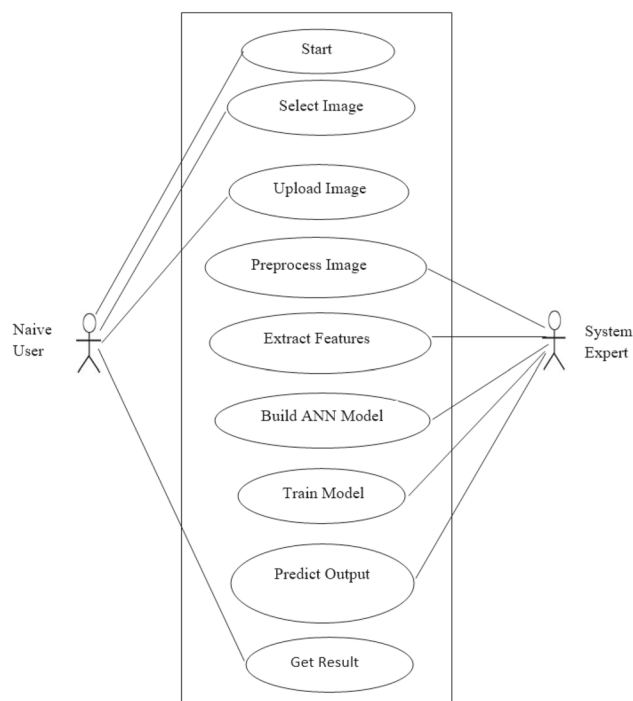 Start
Select Image
Upload Image
Preprocess Image
Naive
User
Extract Features
System
Expert
Build ANN Model
Train Model
Predict Output
Get Result